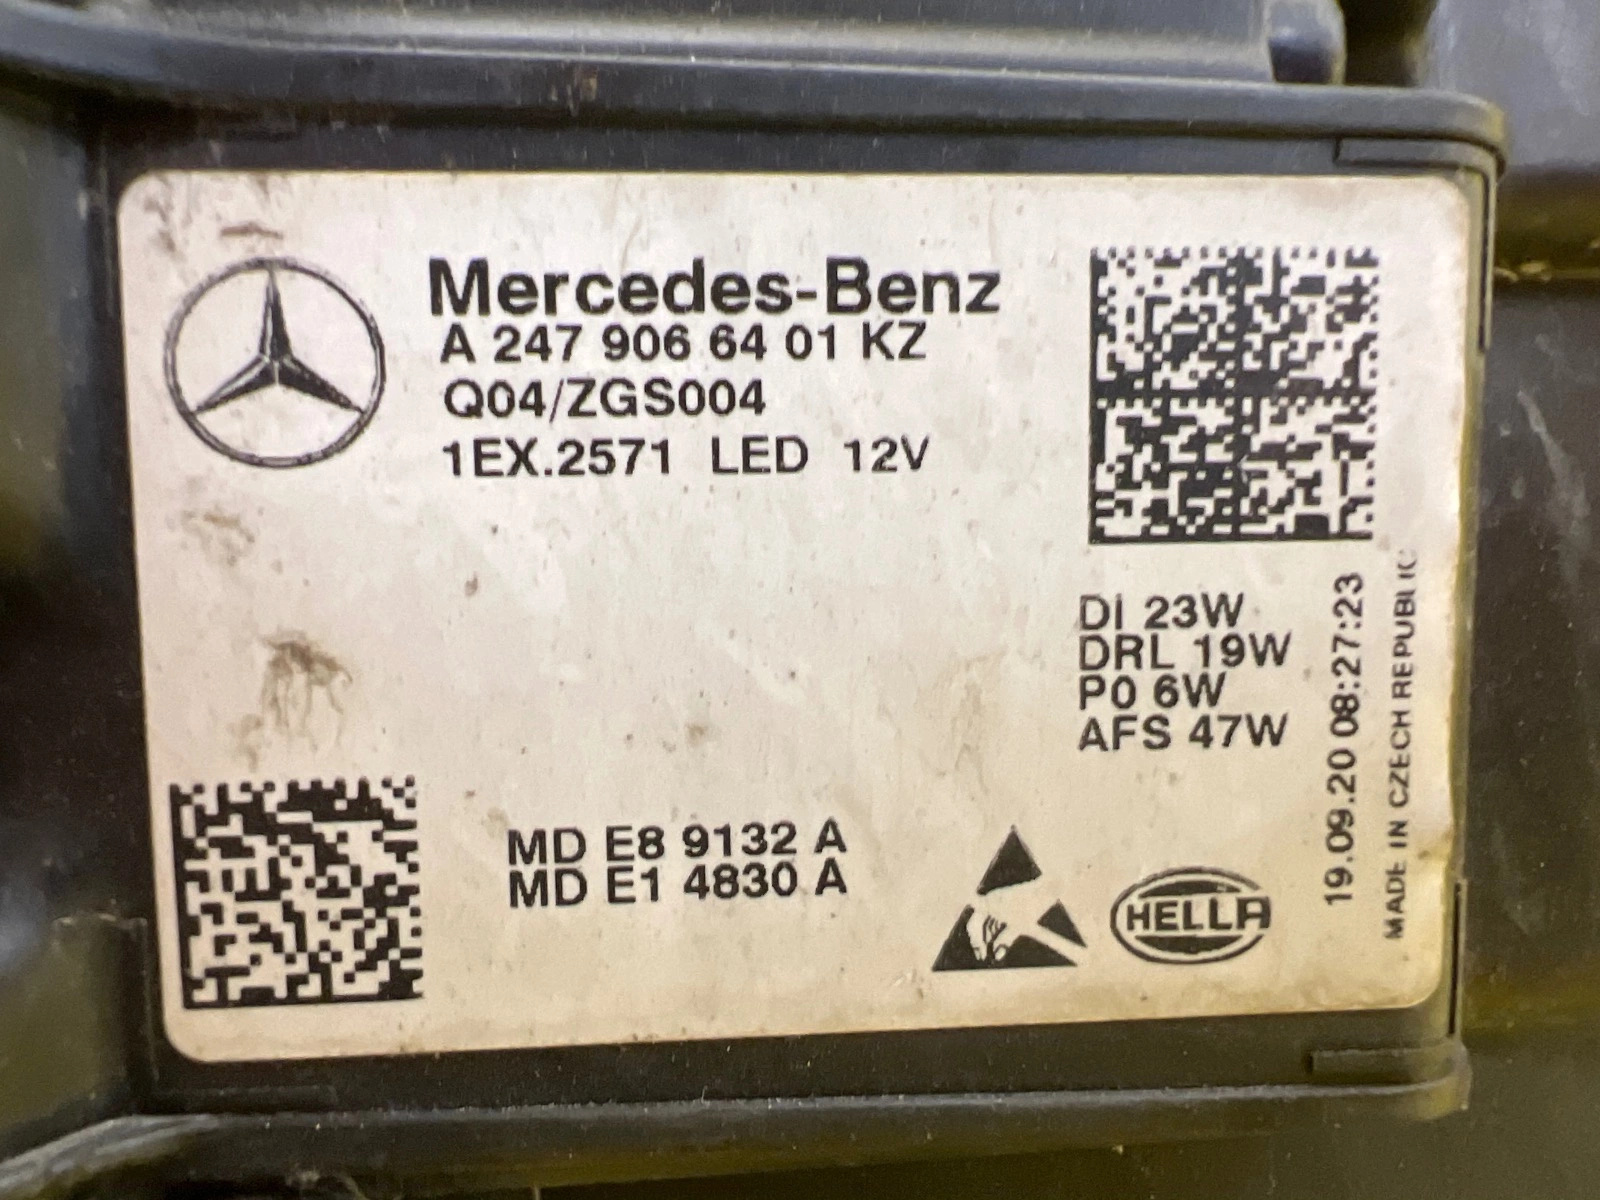 Mercedes-Benz
A 247 906 64 01 KZ
Q04/ZGS004
1EX.2571 LED 12V
DI 23W
DRL 19W
PO 6W
AFS 47W
19.09.20 08:27:23
MADE IN CZECH REPUBLIC
MD E8 9132 A
MD E1 4830 A
HELLA